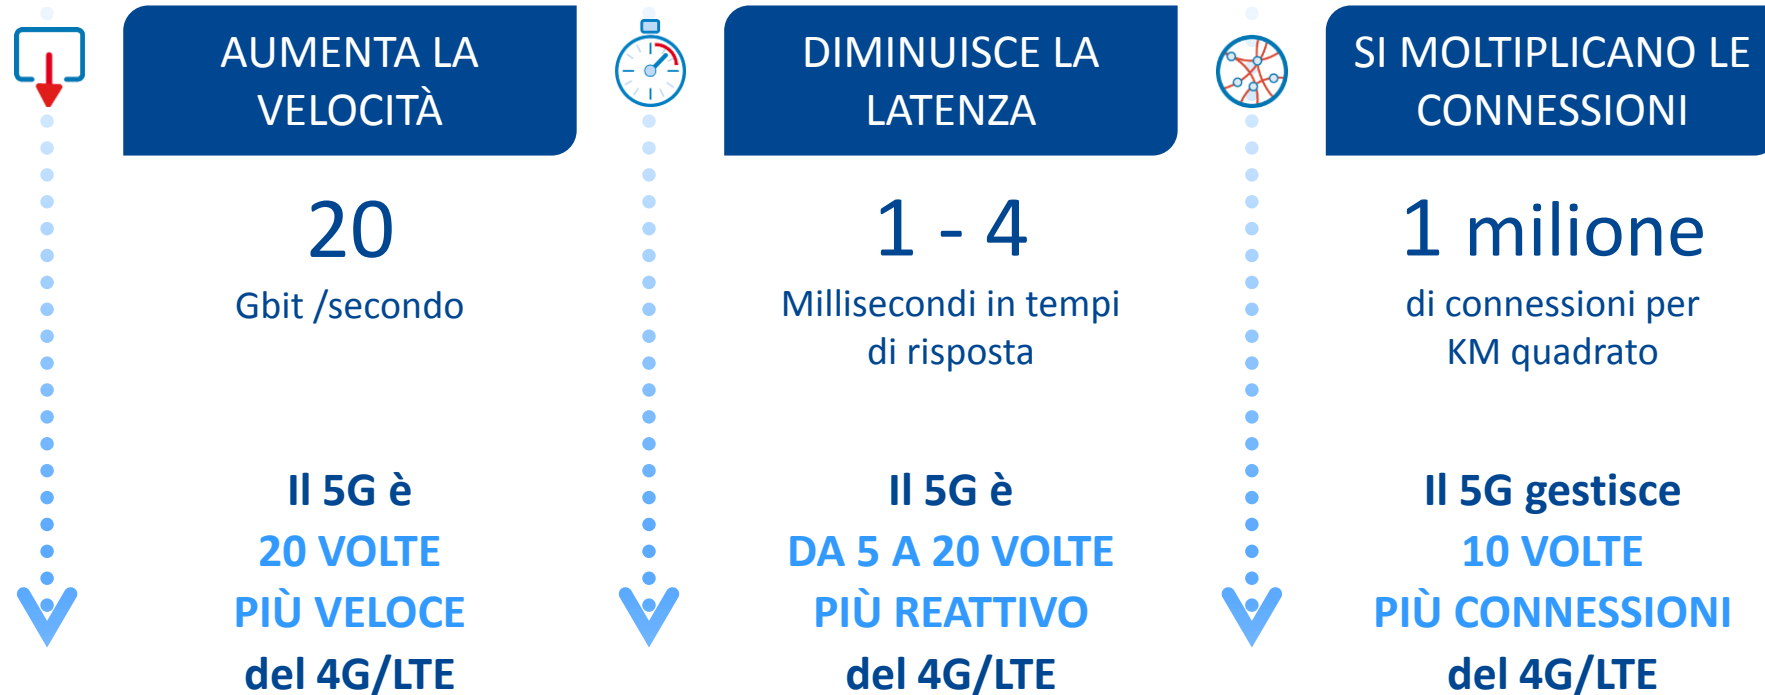 AUMENTA LA
VELOCITÀ
20
Gbit /secondo
Il 5G è
20 VOLTE
PIÙ VELOCE
del 4G/LTE
DIMINUISCE LA
LATENZA
1 - 4
Millisecondi in tempi
di risposta
Il 5G è
DA 5 A 20 VOLTE
PIÙ REATTIVO
del 4G/LTE
SI MOLTIPLICANO LE
CONNESSIONI
1 milione
di connessioni per
KM quadrato
Il 5G gestisce
10 VOLTE
PIÙ CONNESSIONI
del 4G/LTE